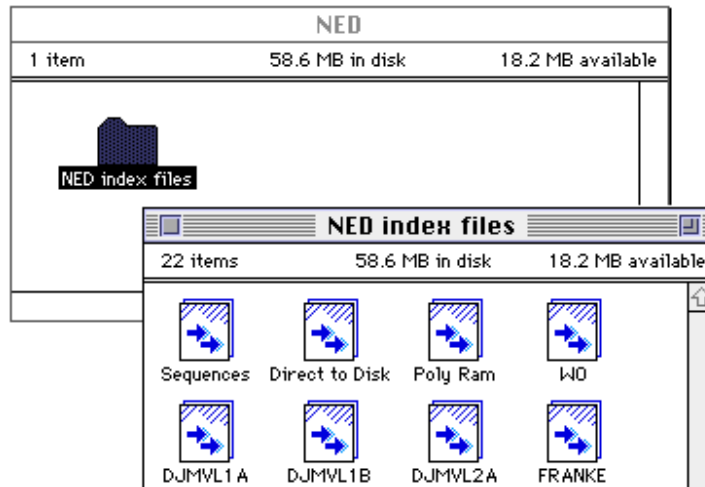 NED
1 item 58.6 MB in disk 18.2 MB available
NED index files
NED index files
22 items 58.6 MB in disk 18.2 MB available
Sequences Direct to Disk Poly Ram W0
DJMVL1A DJMVL1B DJMVL2A FRANKE